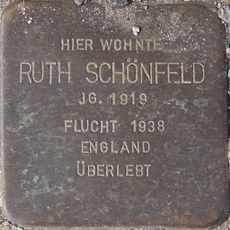 HIER WOHNTE
RUTH SCHÖNFELD
JG. 1919
FLUCHT 1938
ENGLAND
ÜBERLEBT